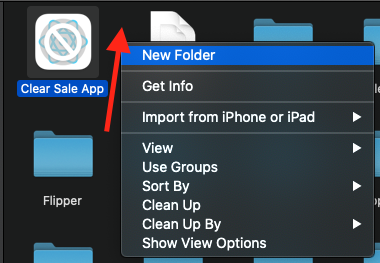 New Folder
Clear Sale App
Get Info
Import from iPhone or iPad
View
Use Groups
Flipper
Sort By
Clean Up
Clean Up By
Show View Options